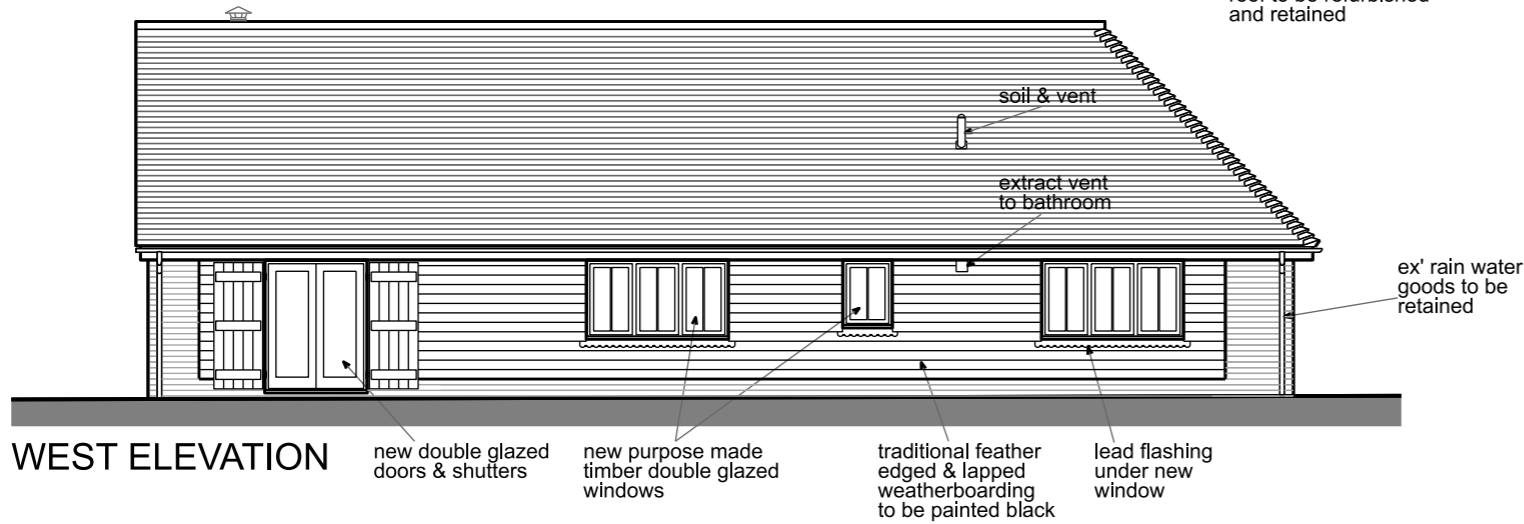 and retained
soil & vent
extract vent
to bathroom
ex' rain water
goods to be
retained
WEST ELEVATION
new double glazed
doors & shutters
new purpose made
timber double glazed
windows
traditional feather
edged & lapped
weatherboarding
to be painted black
lead flashing
under new
window